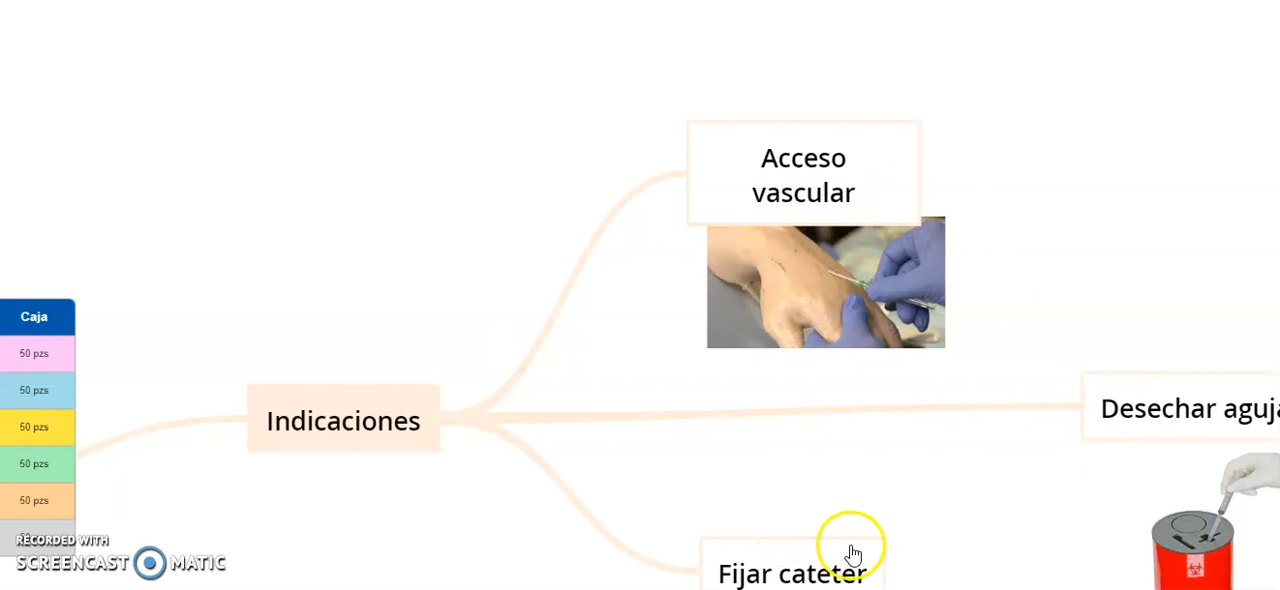 Acceso
vascular
Caja
50 pzs
50 pzs
50 pzs
50 pzs
50 pzs
Indicaciones
Desechar aguja
Fijar cateter
RECORDED WITH
SCREENCAST MATIC